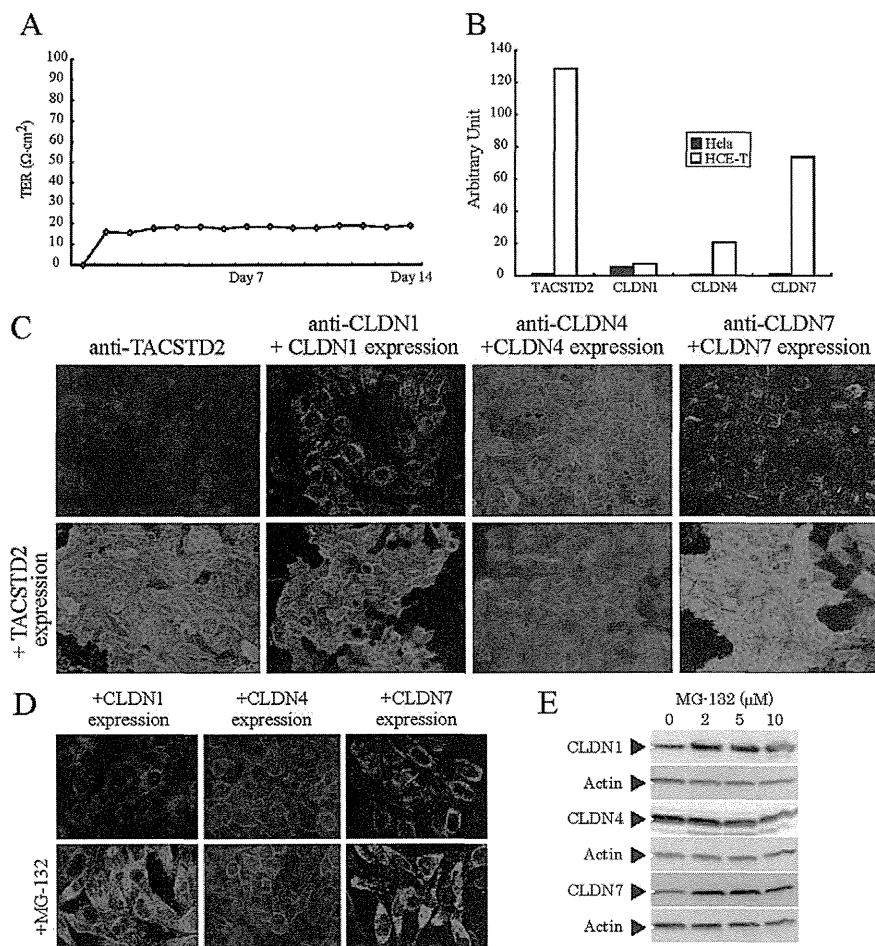 A
100
90
80
70
60
50
40
30
20
10
0
TER (Ω·cm²)
Day 7
Day 14
B
140
120
100
80
60
40
20
0
Arbitrary Unit
Hela
HCE-T
TACSTD2
CLDN1
CLDN4
CLDN7
C
anti-TACSTD2
anti-CLDN1
+ CLDN1 expression
anti-CLDN4
+CLDN4 expression
anti-CLDN7
+CLDN7 expression
+ TACSTD2
expression
D
+CLDN1
expression
+CLDN4
expression
+CLDN7
expression
+MG-132
E
MG-132 (μM)
0 2 5 10
CLDN1
Actin
CLDN4
Actin
CLDN7
Actin